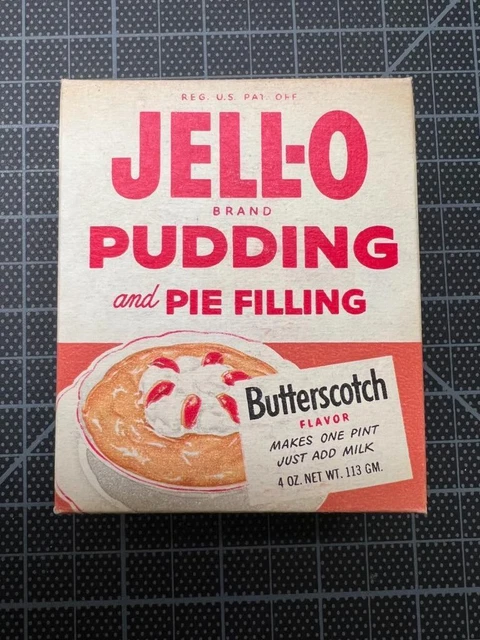 REG. U.S. PAT. OFF.
JELL-O
BRAND
PUDDING
and PIE FILLING
Butterscotch
FLAVOR
MAKES ONE PINT
JUST ADD MILK
4 OZ. NET WT. 113 GM.